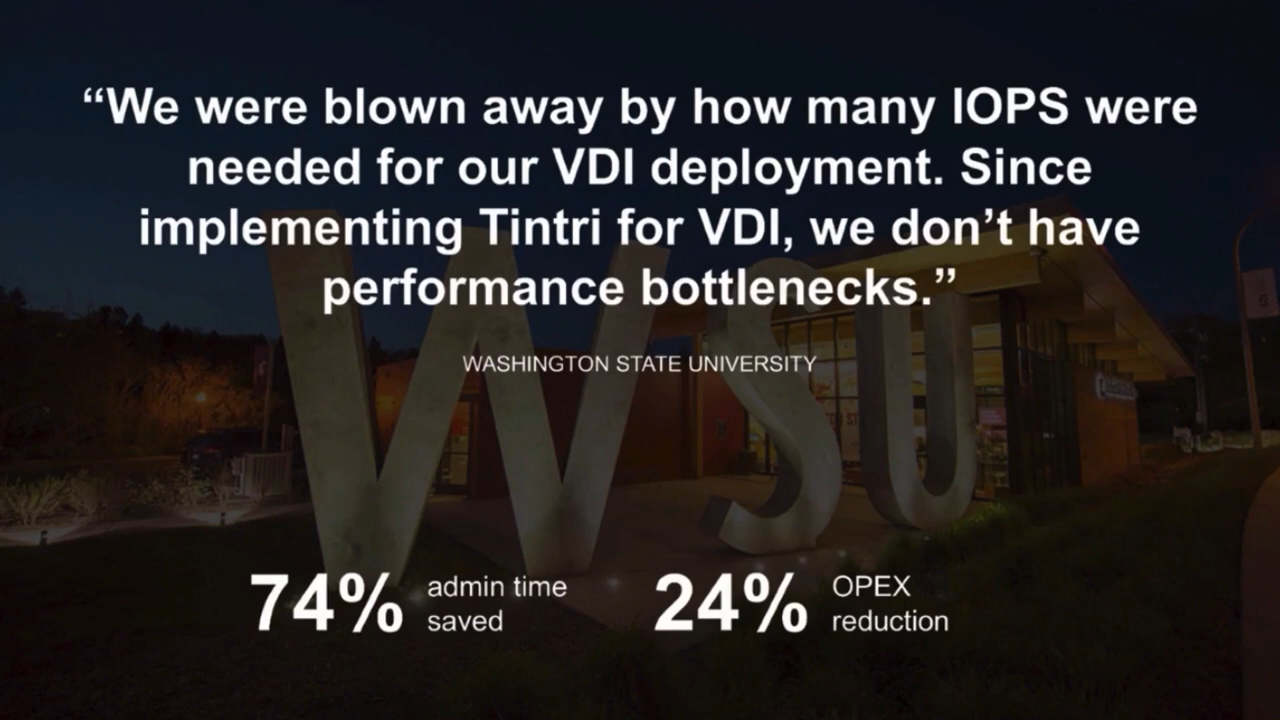 “We were blown away by how many IOPS were
needed for our VDI deployment. Since
implementing Tintri for VDI, we don’t have
performance bottlenecks.”
WASHINGTON STATE UNIVERSITY
WSU
74% admin time
saved
24% OPEX
reduction